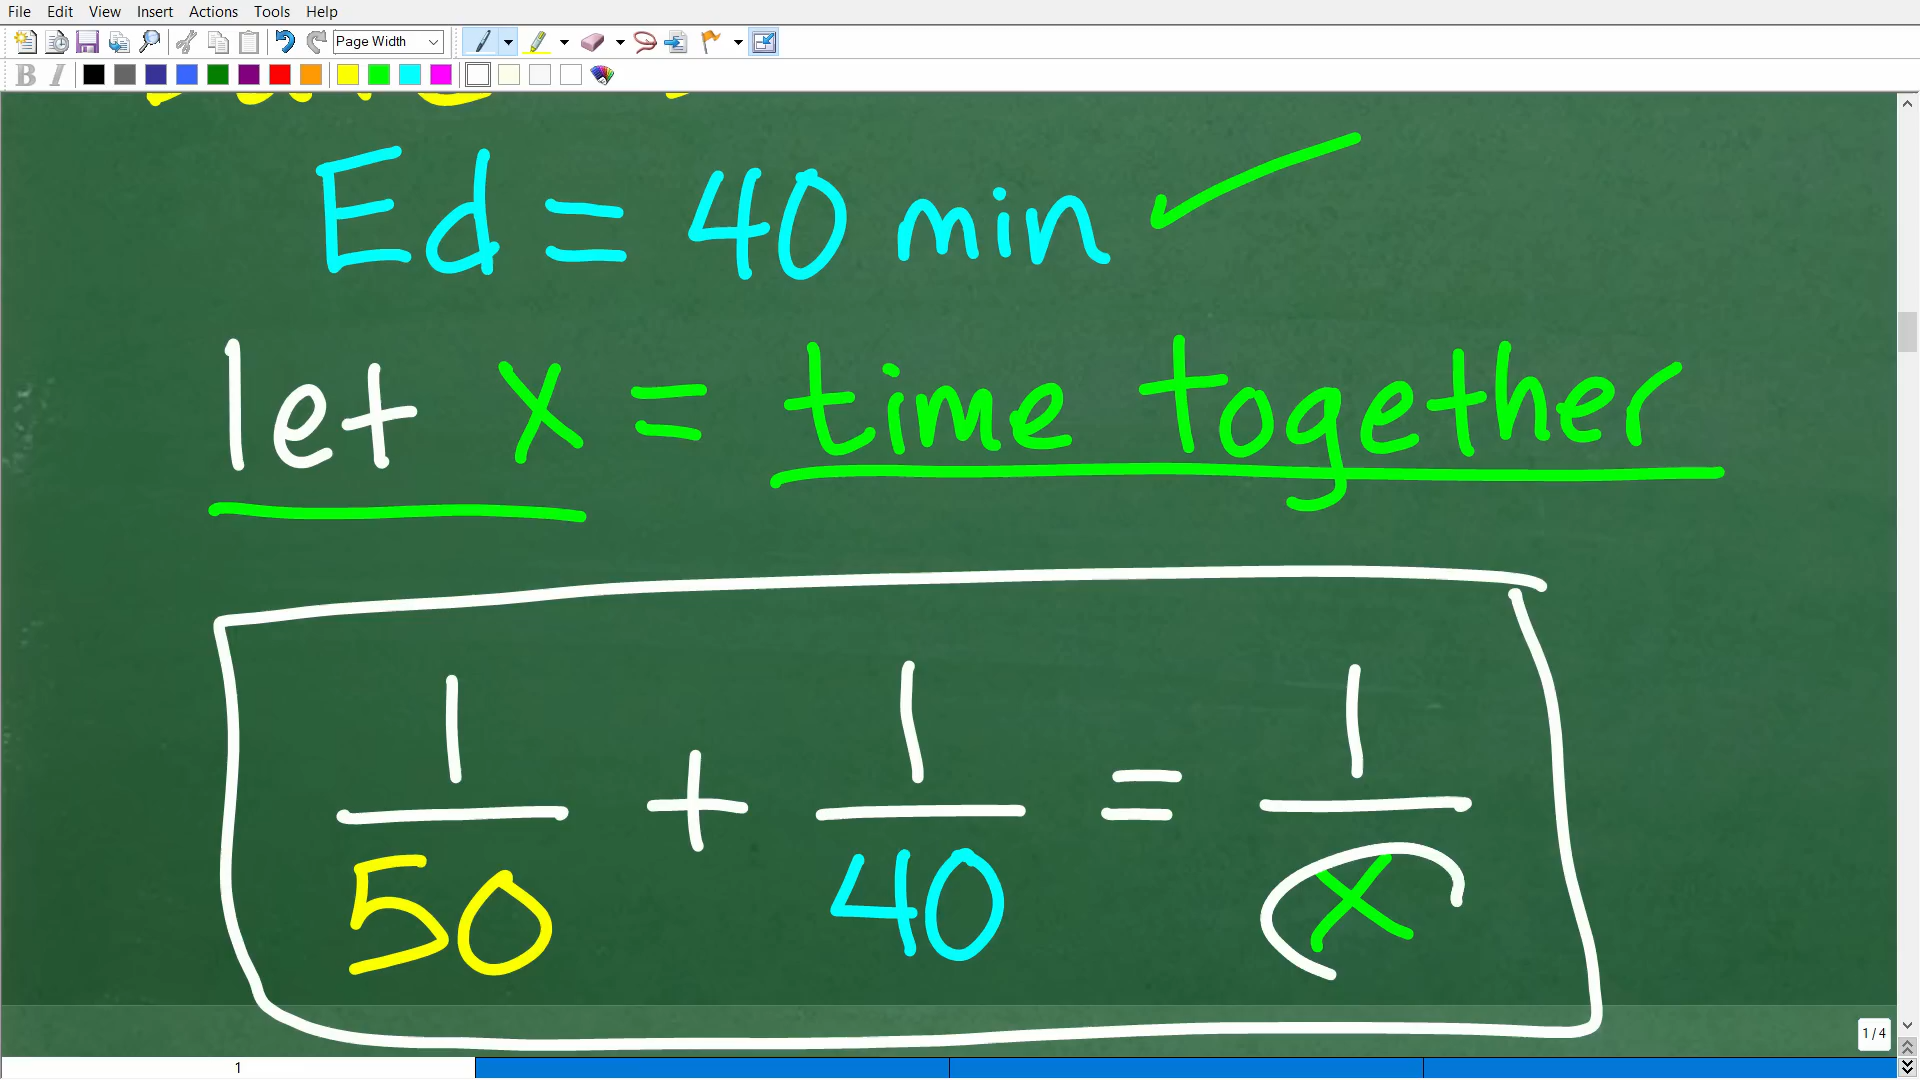 File Edit View Insert Actions Tools Help
Page Width
B I
Ed = 40 min
let x = time together
1/50 + 1/40 = 1/x
1 / 4
1